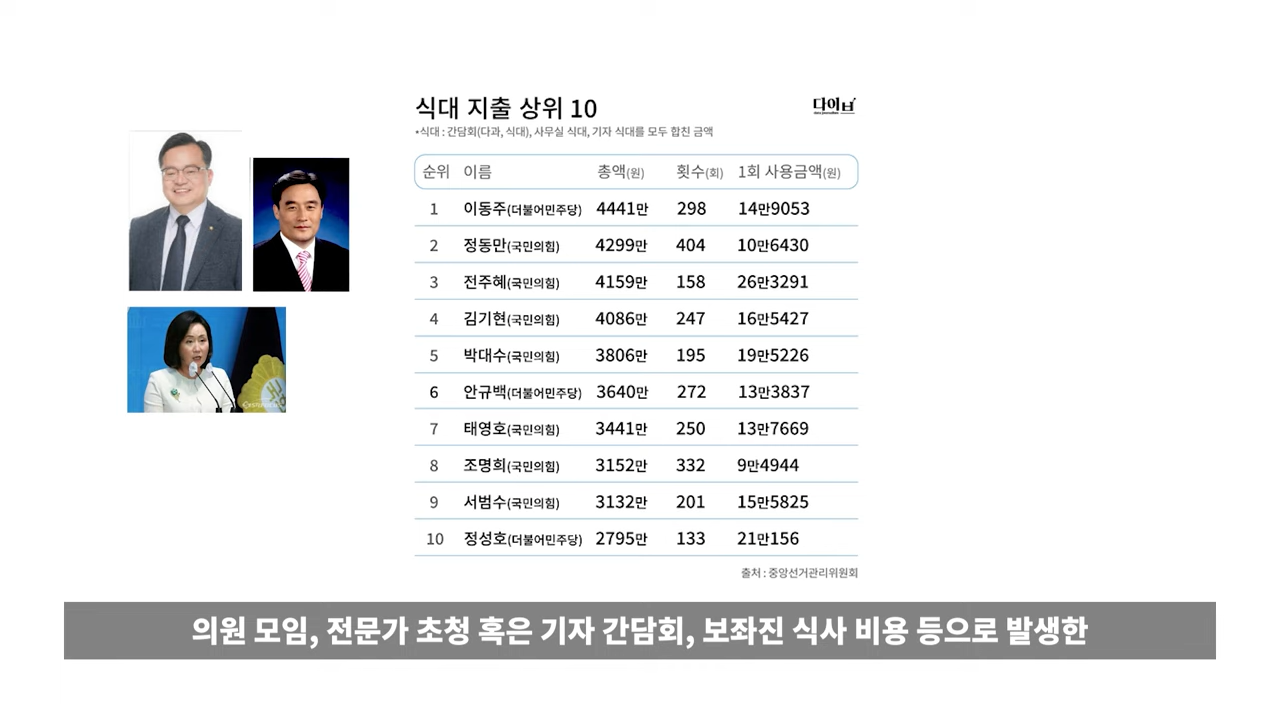 식대 지출 상위 10
다이브
•식대 : 간담회(다과, 식대), 사무실 식대, 기자 식대를 모두 합친 금액
순위 이름 총액(원) 횟수(회) 1회 사용금액(원)
1 이동주(더불어민주당) 4441만 298 14만9053
2 정동만(국민의힘) 4299만 404 10만6430
3 전주혜(국민의힘) 4159만 158 26만3291
4 김기현(국민의힘) 4086만 247 16만5427
5 박대수(국민의힘) 3806만 195 19만5226
6 안규백(더불어민주당) 3640만 272 13만3837
7 태영호(국민의힘) 3441만 250 13만7669
8 조명희(국민의힘) 3152만 332 9만4944
9 서범수(국민의힘) 3132만 201 15만5825
10 정성호(더불어민주당) 2795만 133 21만156
출처 : 중앙선거관리위원회
의원 모임, 전문가 초청 혹은 기자 간담회, 보좌진 식사 비용 등으로 발생한